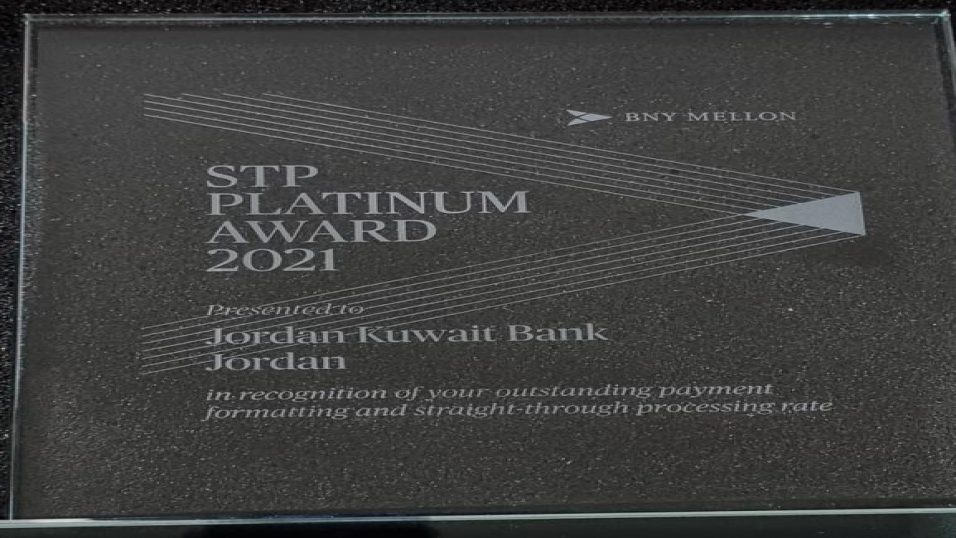 BNY MELLON
STP
PLATINUM
AWARD
2021
Presented to
Jordan Kuwait Bank
Jordan
in recognition of your outstanding payment
formatting and straight-through processing rate